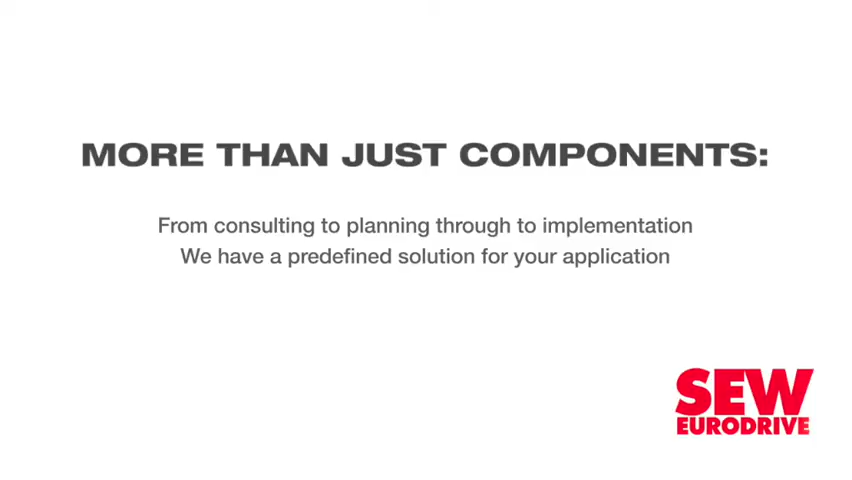 MORE THAN JUST COMPONENTS:
From consulting to planning through to implementation
We have a predefined solution for your application
SEW
EURODRIVE